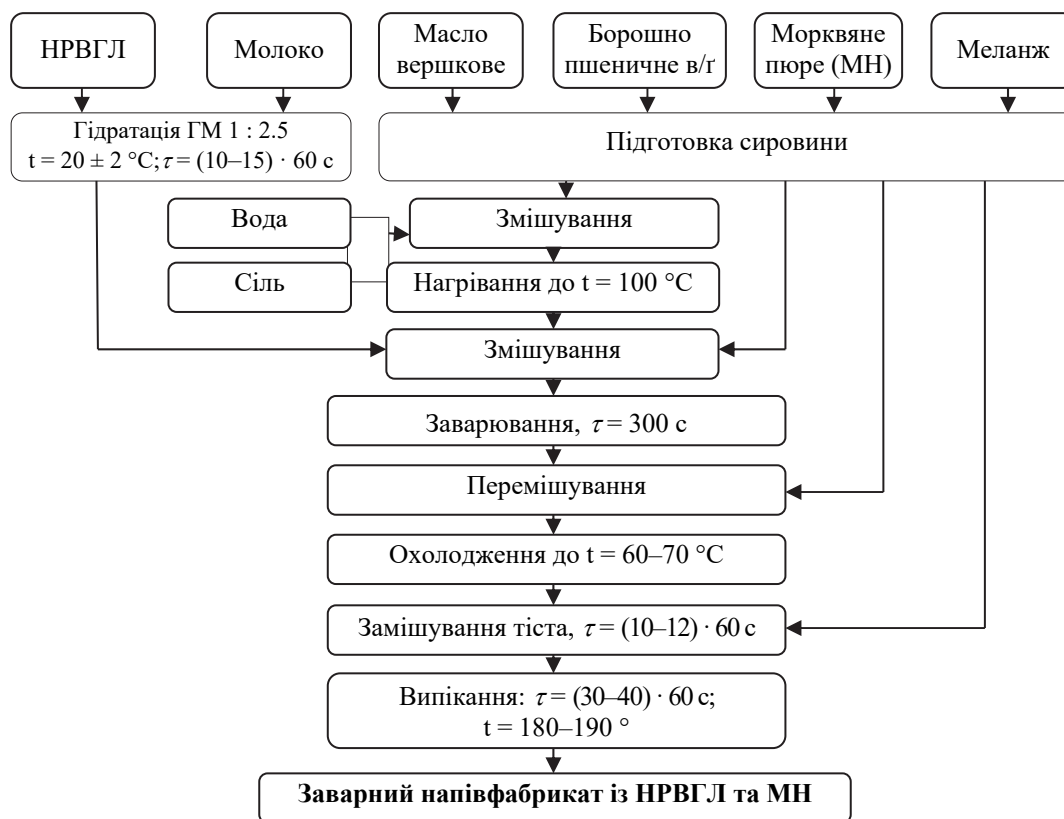 НРВГЛ
Молоко
Масло
вершкове
Борошно
пшеничне в/ґ
Морквяне
пюре (МН)
Меланж
Гідратація ГМ 1 : 2.5
t = 20 ± 2 °С; τ = (10–15) · 60 с
Підготовка сировини
Вода
Змішування
Сіль
Нагрівання до t = 100 °С
Змішування
Заварювання, τ = 300 с
Перемішування
Охолодження до t = 60–70 °С
Замішування тіста, τ = (10–12) · 60 с
Випікання: τ = (30–40) · 60 с;
t = 180–190 °
Заварний напівфабрикат із НРВГЛ та МН